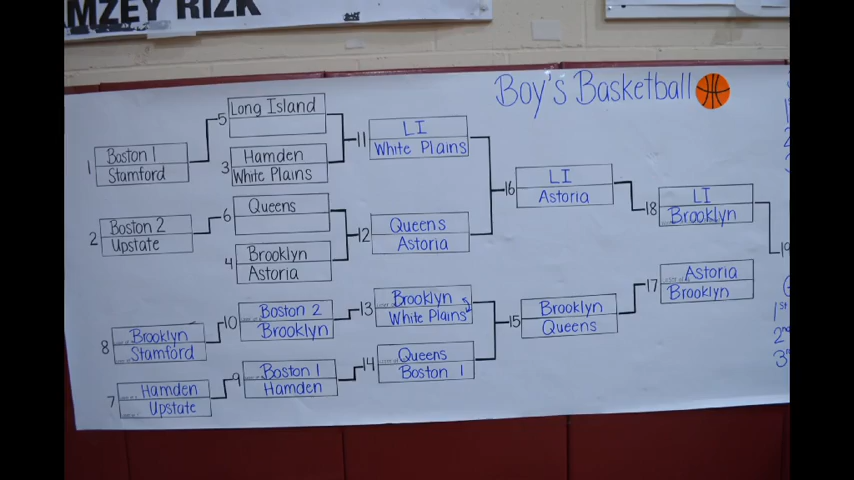 MZEY RIZK
Boy's Basketball
5
Long Island
11
LI
White Plains
1
Boston 1
Stamford
3
Hamden
White Plains
16
LI
Astoria
2
Boston 2
Upstate
6
Queens
12
Queens
Astoria
18
LI
Brooklyn
19
4
Brooklyn
Astoria
17
Astoria
Brooklyn
8
Brooklyn
Stamford
10
Boston 2
Brooklyn
13
Brooklyn
White Plains
15
Brooklyn
Queens
7
Hamden
Upstate
9
Boston 1
Hamden
14
Queens
Boston 1
1st
2nd
3